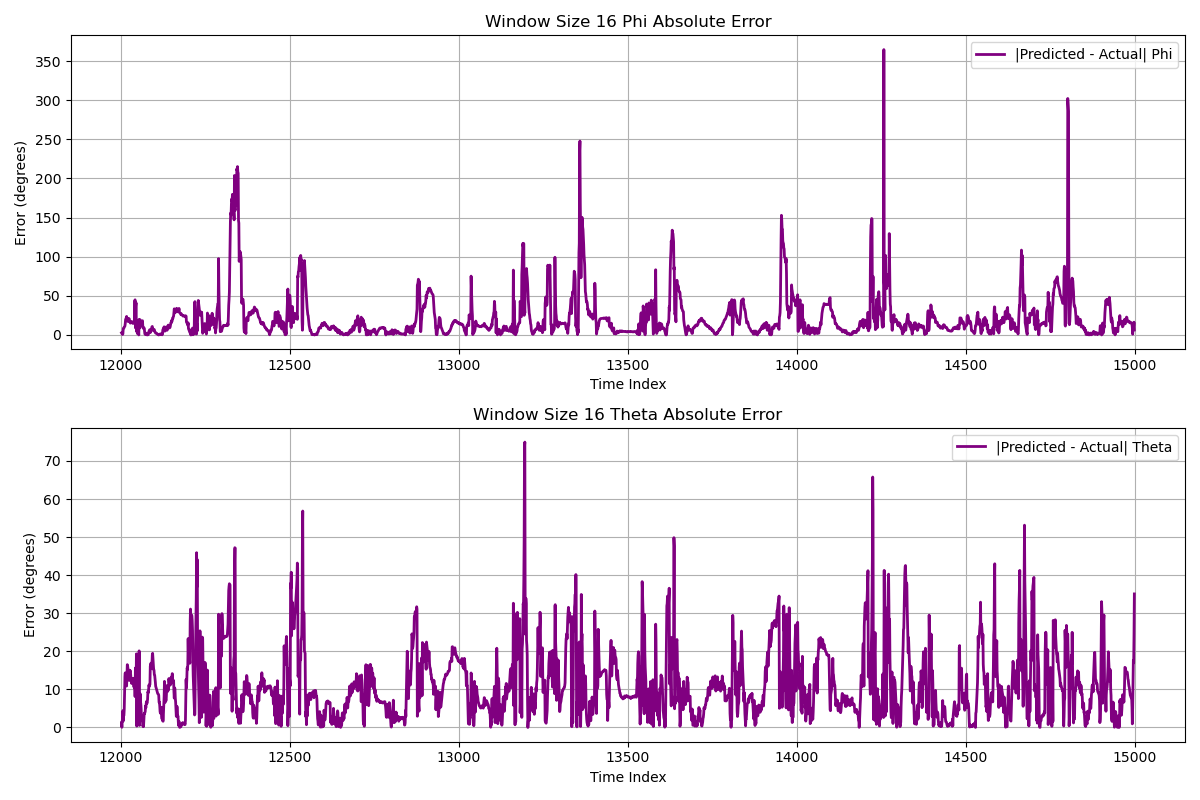 Window Size 16 Phi Absolute Error
|Predicted - Actual| Phi
350
300
250
200
150
100
50
0
Error (degrees)
12000 12500 13000 13500 14000 14500 15000
Time Index
Window Size 16 Theta Absolute Error
|Predicted - Actual| Theta
70
60
50
40
30
20
10
0
Error (degrees)
12000 12500 13000 13500 14000 14500 15000
Time Index